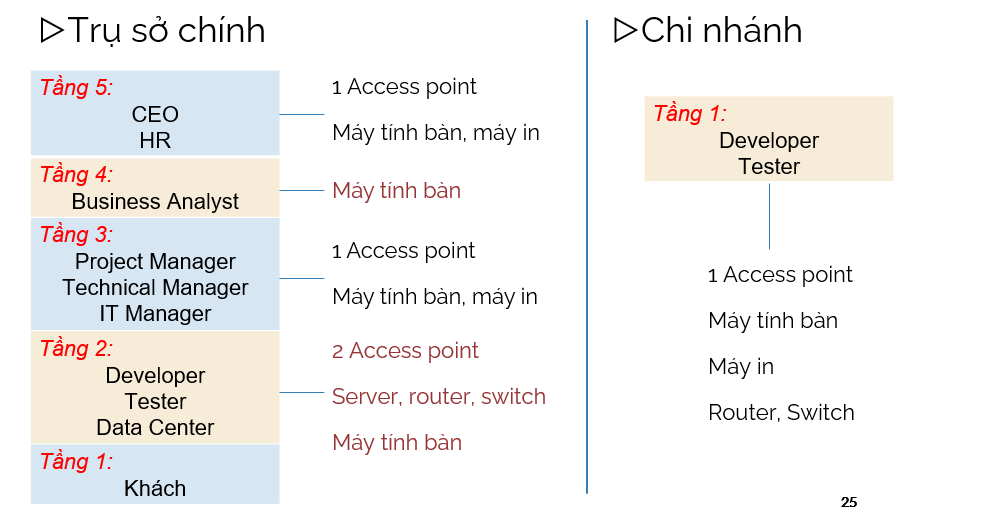 Trụ sở chính
Tầng 5:
CEO
HR
1 Access point
Máy tính bàn, máy in
Tầng 4:
Business Analyst
Máy tính bàn
Tầng 3:
Project Manager
Technical Manager
IT Manager
1 Access point
Máy tính bàn, máy in
Tầng 2:
Developer
Tester
Data Center
2 Access point
Server, router, switch
Máy tính bàn
Tầng 1:
Khách
Chi nhánh
Tầng 1:
Developer
Tester
1 Access point
Máy tính bàn
Máy in
Router, Switch
25